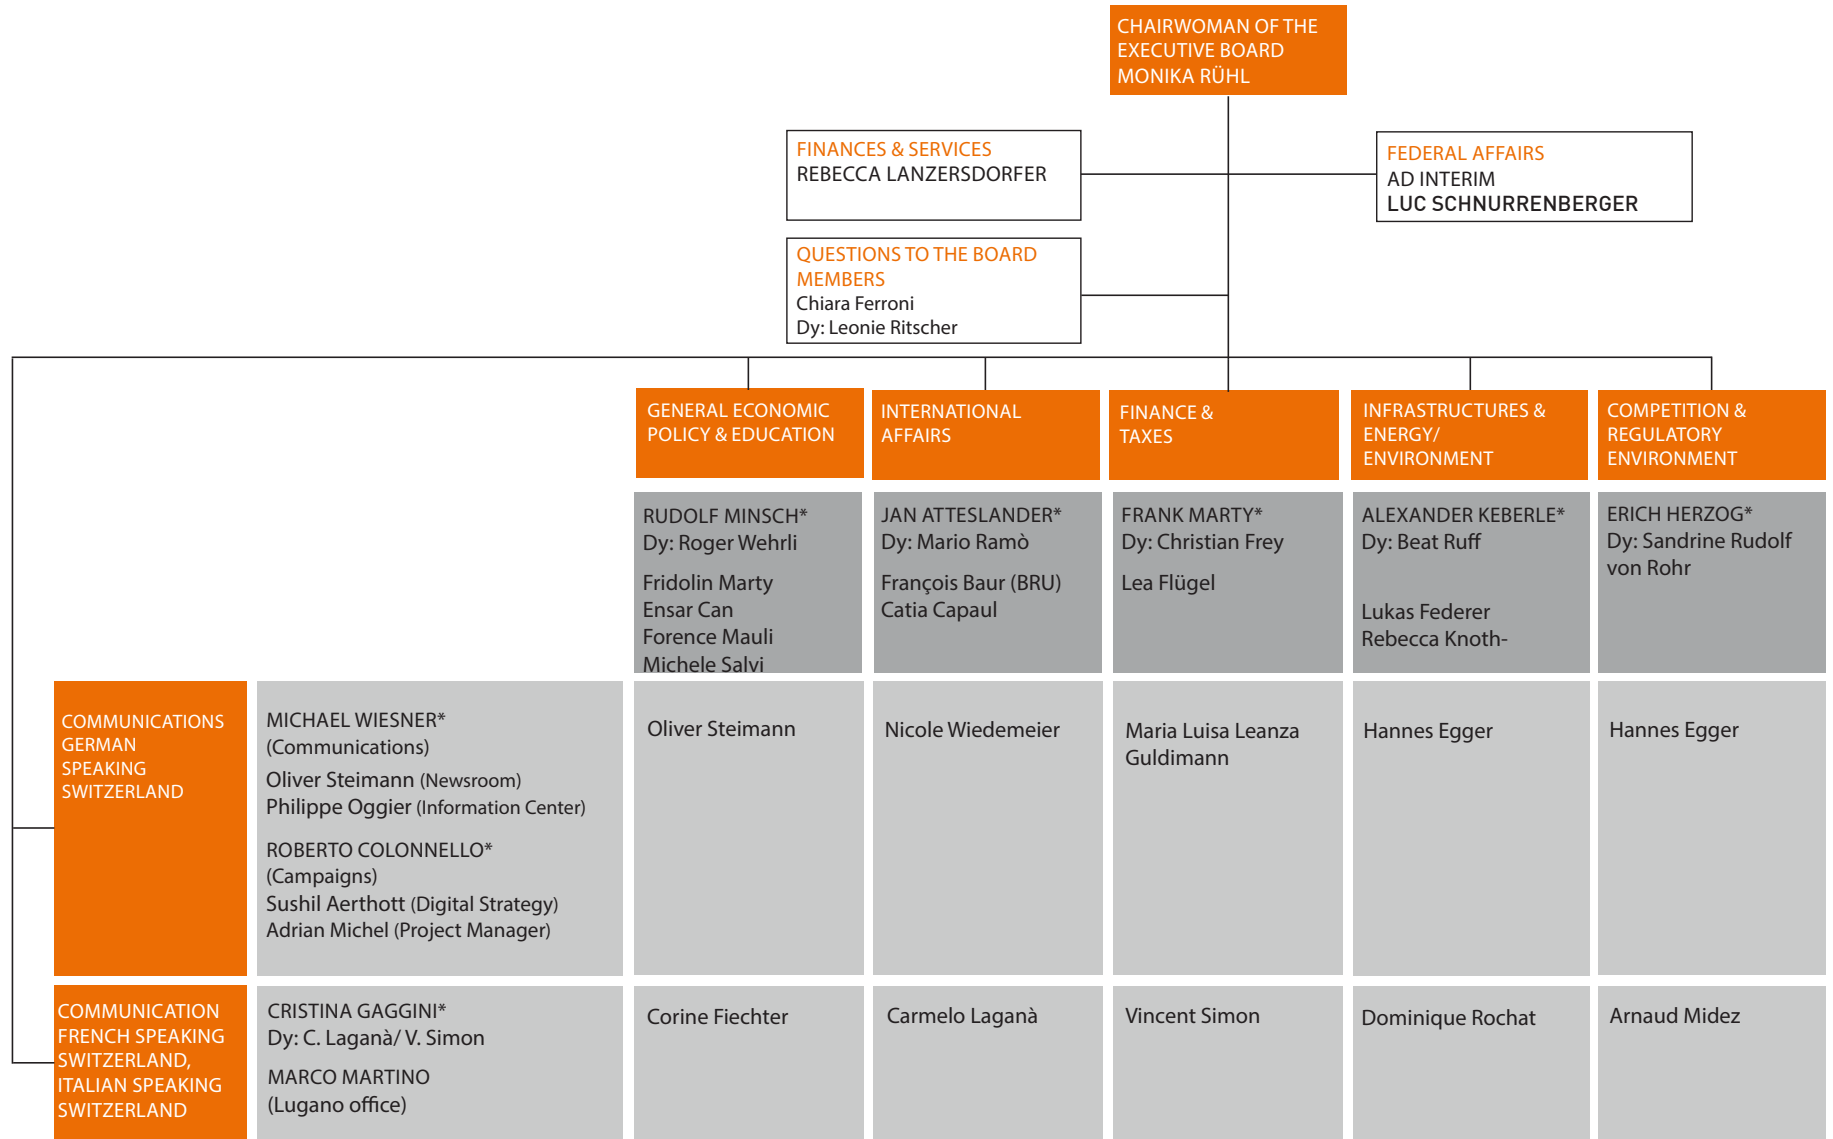 CHAIRWOMAN OF THE
EXECUTIVE BOARD
MONIKA RÜHL
FINANCES & SERVICES
REBECCA LANZERSDORFER
FEDERAL AFFAIRS
AD INTERIM
LUC SCHNURRENBERGER
QUESTIONS TO THE BOARD
MEMBERS
Chiara Ferroni
Dy: Leonie Ritscher
GENERAL ECONOMIC
POLICY & EDUCATION
INTERNATIONAL
AFFAIRS
FINANCE &
TAXES
INFRASTRUCTURES &
ENERGY/
ENVIRONMENT
COMPETITION &
REGULATORY
ENVIRONMENT
RUDOLF MINSCH*
Dy: Roger Wehrli
Fridolin Marty
Ensar Can
Forence Mauli
Michele Salvi
JAN ATTESLANDER*
Dy: Mario Ramò
François Baur (BRU)
Catia Capaul
FRANK MARTY*
Dy: Christian Frey
Lea Flügel
ALEXANDER KEBERLE*
Dy: Beat Ruff
Lukas Federer
Rebecca Knoth-
ERICH HERZOG*
Dy: Sandrine Rudolf
von Rohr
COMMUNICATIONS
GERMAN
SPEAKING
SWITZERLAND
MICHAEL WIESNER*
(Communications)
Oliver Steimann (Newsroom)
Philippe Oggier (Information Center)
ROBERTO COLONNELLO*
(Campaigns)
Sushil Aerthott (Digital Strategy)
Adrian Michel (Project Manager)
Oliver Steimann
Nicole Wiedemeier
Maria Luisa Leanza
Guldimann
Hannes Egger
Hannes Egger
COMMUNICATION
FRENCH SPEAKING
SWITZERLAND,
ITALIAN SPEAKING
SWITZERLAND
CRISTINA GAGGINI*
Dy: C. Laganà/ V. Simon
MARCO MARTINO
(Lugano office)
Corine Fiechter
Carmelo Laganà
Vincent Simon
Dominique Rochat
Arnaud Midez